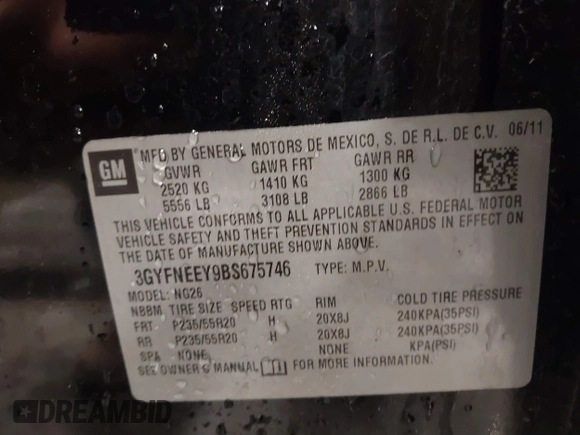 GM
MFD BY GENERAL MOTORS DE MEXICO, S. DE R.L. DE C.V. 06/11
GVWR GAWR FRT GAWR RR
2520 KG 1410 KG 1300 KG
5556 LB 3108 LB 2866 LB
THIS VEHICLE CONFORMS TO ALL APPLICABLE U.S. FEDERAL MOTOR
VEHICLE SAFETY AND THEFT PREVENTION STANDARDS IN EFFECT ON
THE DATE OF MANUFACTURE SHOWN ABOVE.
3GYFNEEY9BS675746 TYPE: M.P.V.
MODEL: NG26
N8BM TIRE SIZE SPEED RTG RIM COLD TIRE PRESSURE
FRT P235/55R20 H 20X8J 240KPA(35PSI)
RR P235/55R20 H 20X8J 240KPA(35PSI)
SPA NONE NONE KPA(PSI)
SEE OWNER'S MANUAL FOR MORE INFORMATION.
DREAMBID